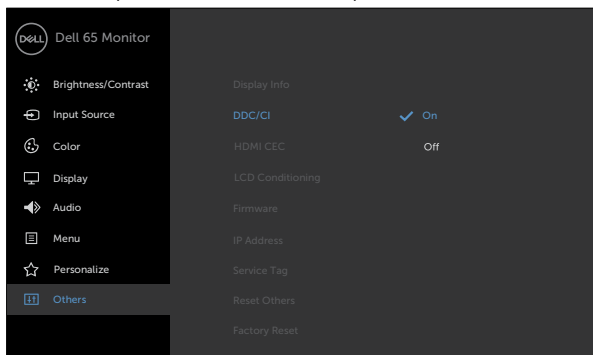 DELL
Dell 65 Monitor
Brightness/Contrast
Input Source
Color
Display
Audio
Menu
Personalize
Others
Display Info
DDC/CI
On
HDMI CEC
Off
LCD Conditioning
Firmware
IP Address
Service Tag
Reset Others
Factory Reset